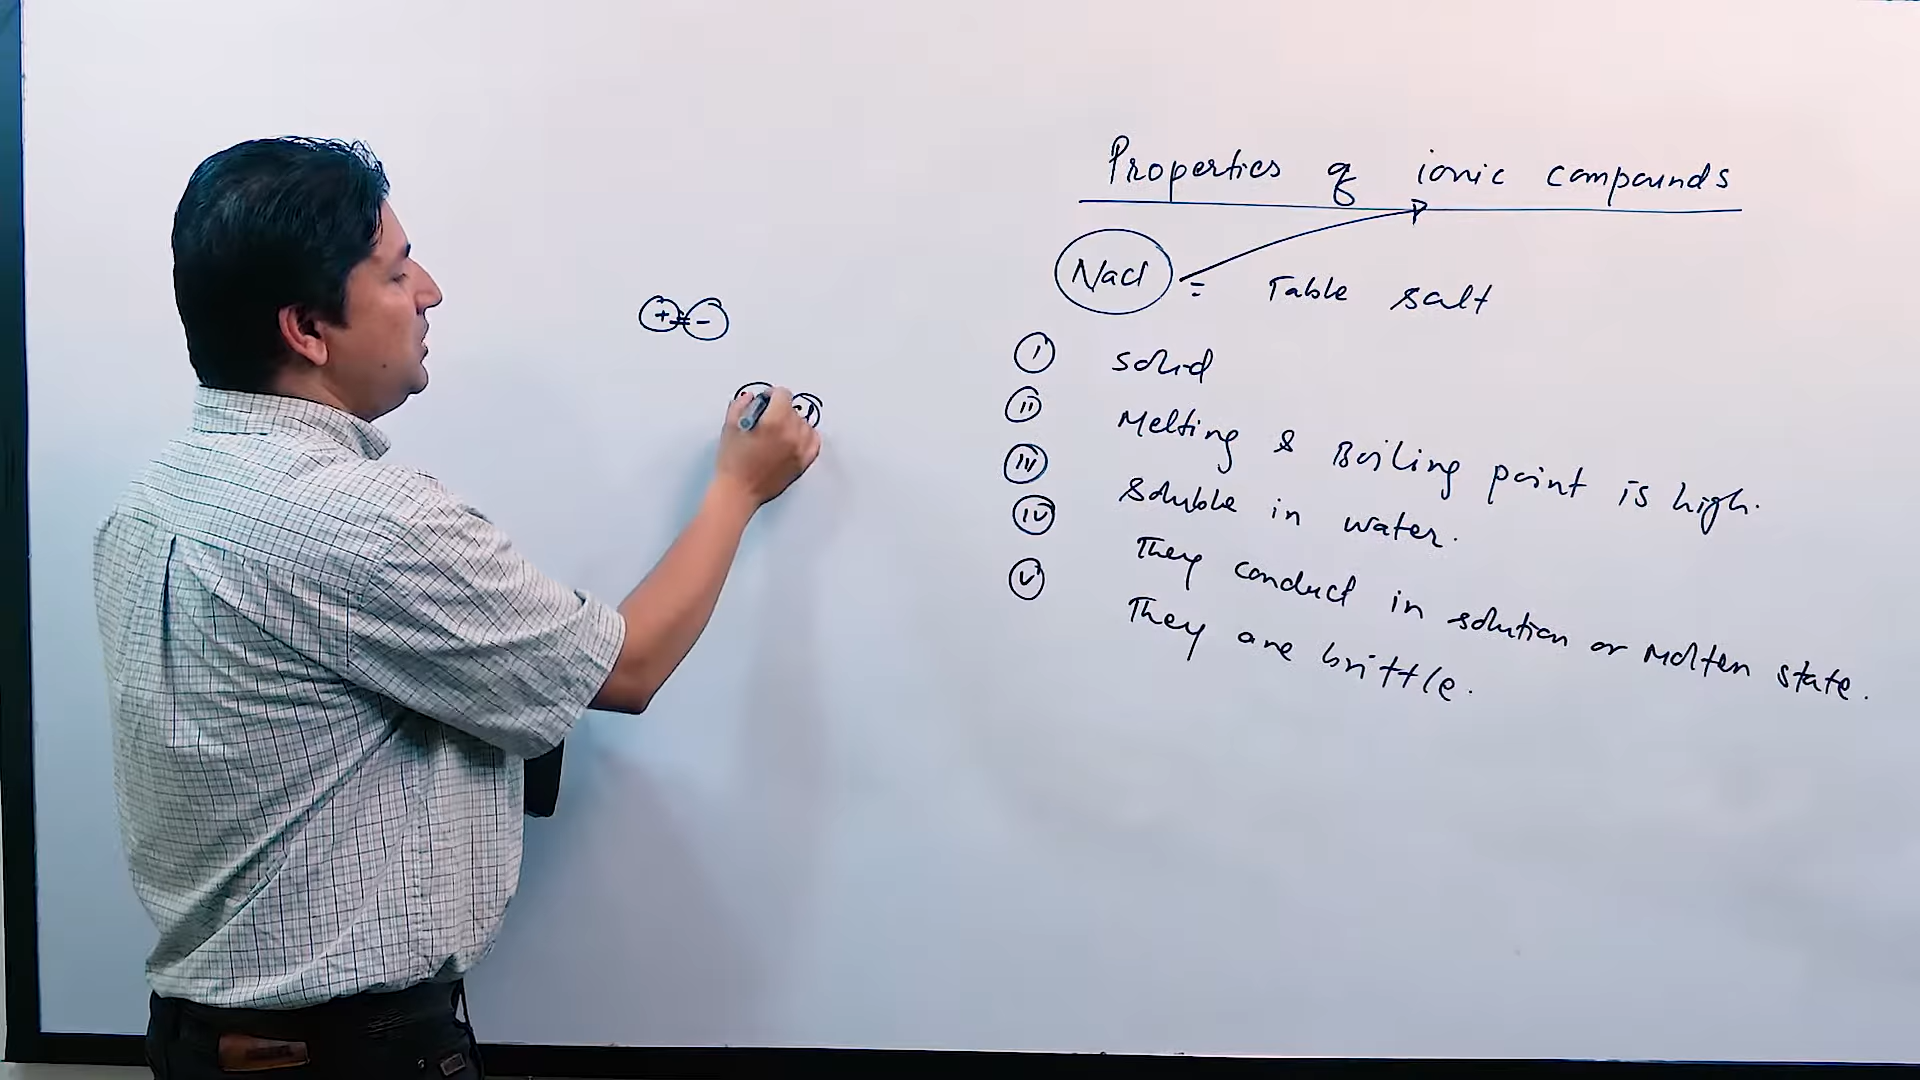 Properties of ionic compounds
NaCl = Table salt
(i) solid
(ii) Melting & Boiling point is high.
(iv) soluble in water.
(iv) They conduct in solution or molten state.
(v) They are brittle.
+ = -